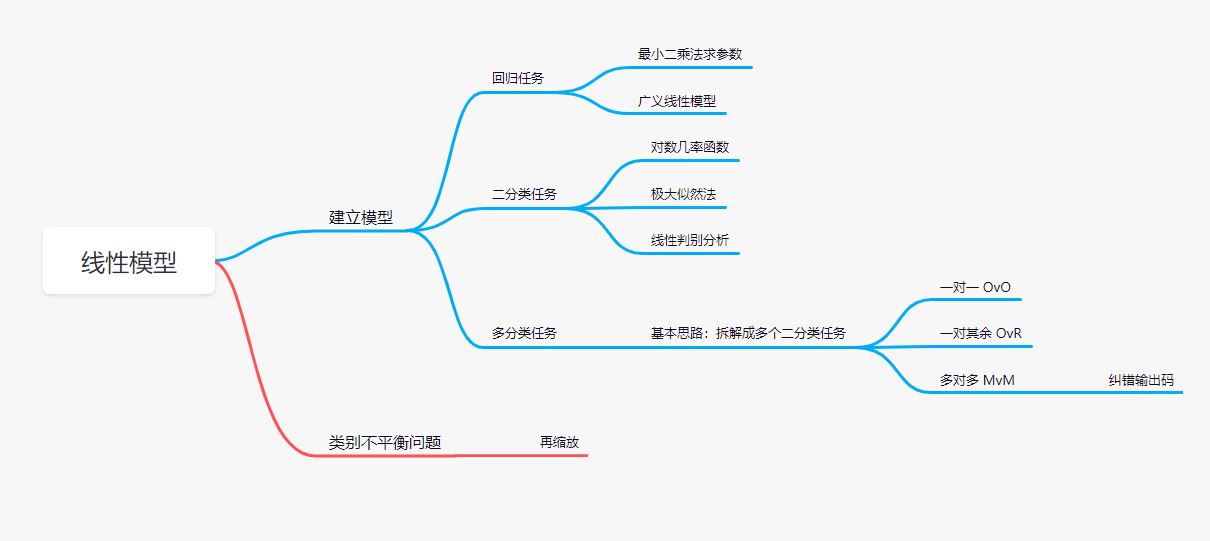 线性模型
建立模型
回归任务
最小二乘法求参数
广义线性模型
二分类任务
对数几率函数
极大似然法
线性判别分析
多分类任务
基本思路：拆解成多个二分类任务
一对一 OvO
一对其余 OvR
多对多 MvM
纠错输出码
类别不平衡问题
再缩放